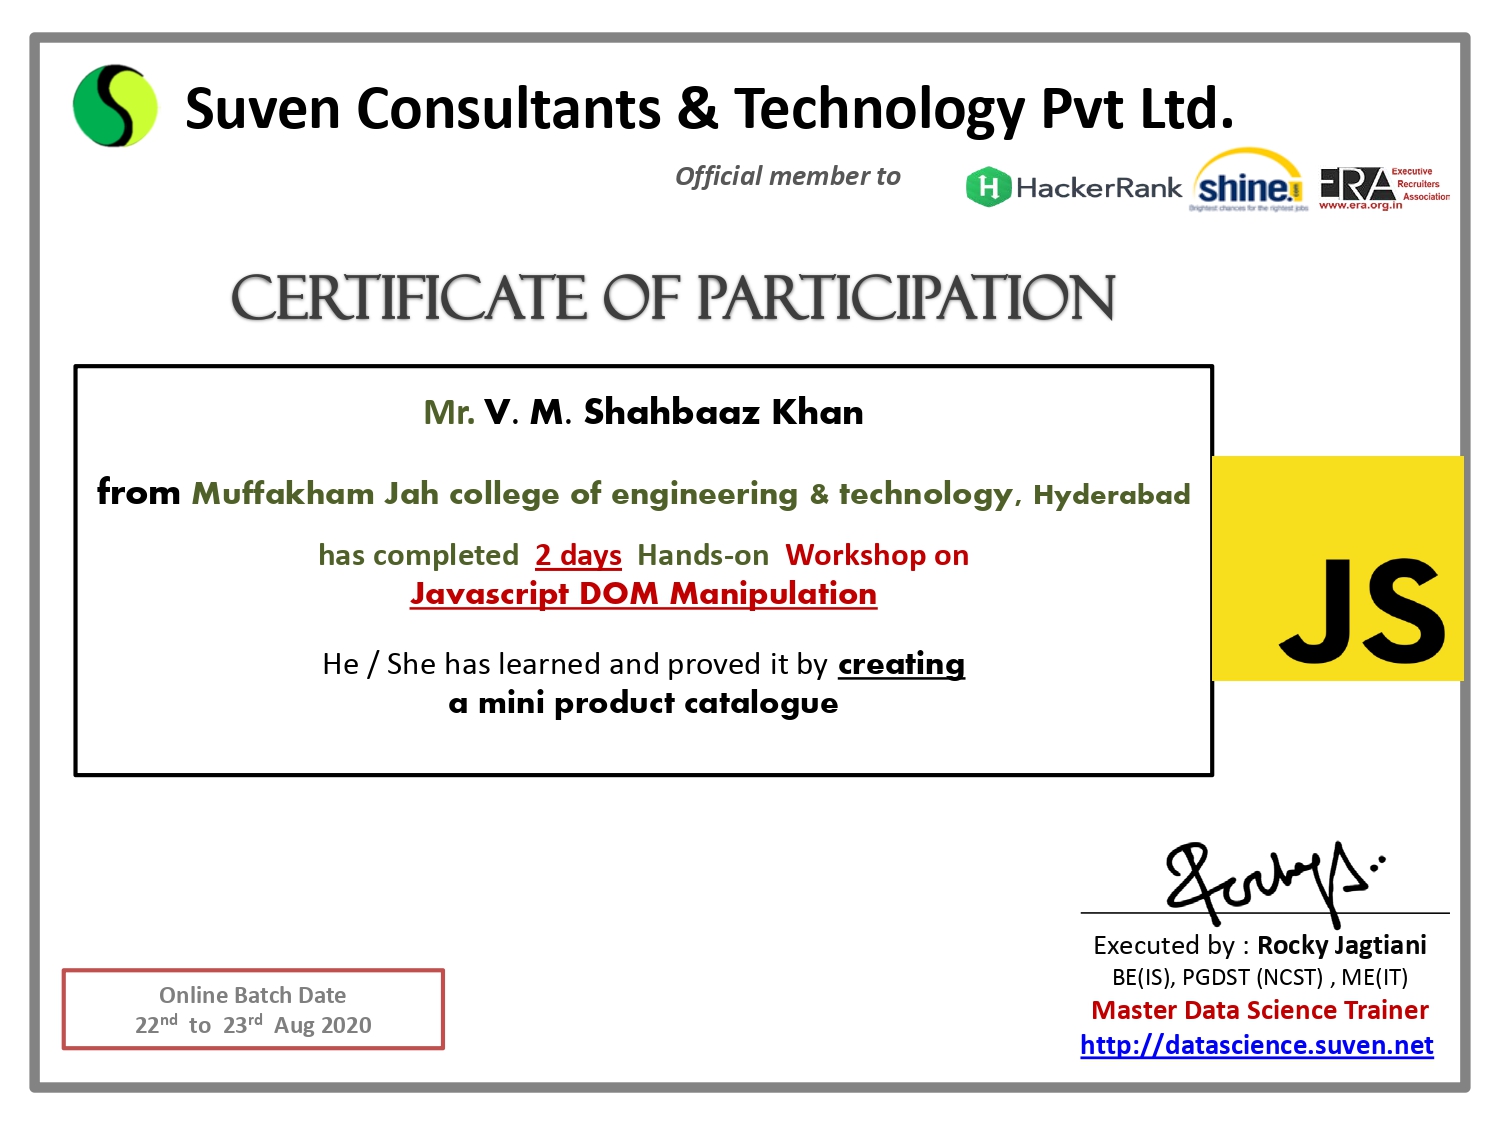 Suven Consultants & Technology Pvt Ltd.
Official member to
HackerRank
shine.com
Brightest chances for the rightest jobs
ERA Executive Recruiters Association
www.era.org.in
CERTIFICATE OF PARTICIPATION
Mr. V. M. Shahbaaz Khan
from Muffakham Jah college of engineering & technology, Hyderabad
has completed 2 days Hands-on Workshop on
Javascript DOM Manipulation
He / She has learned and proved it by creating
a mini product catalogue
JS
Executed by : Rocky Jagtiani
BE(IS), PGDST (NCST) , ME(IT)
Master Data Science Trainer
http://datascience.suven.net
Online Batch Date
22nd to 23rd Aug 2020